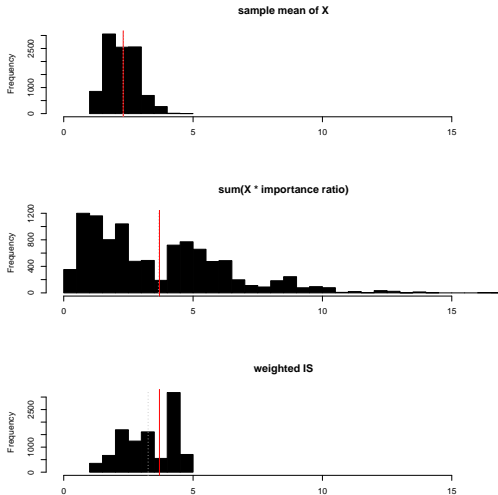 sample mean of X
Frequency
0 1000 2500
0 5 10 15
sum(X * importance ratio)
Frequency
0 400 800 1200
0 5 10 15
weighted IS
Frequency
0 1000 2500
0 5 10 15